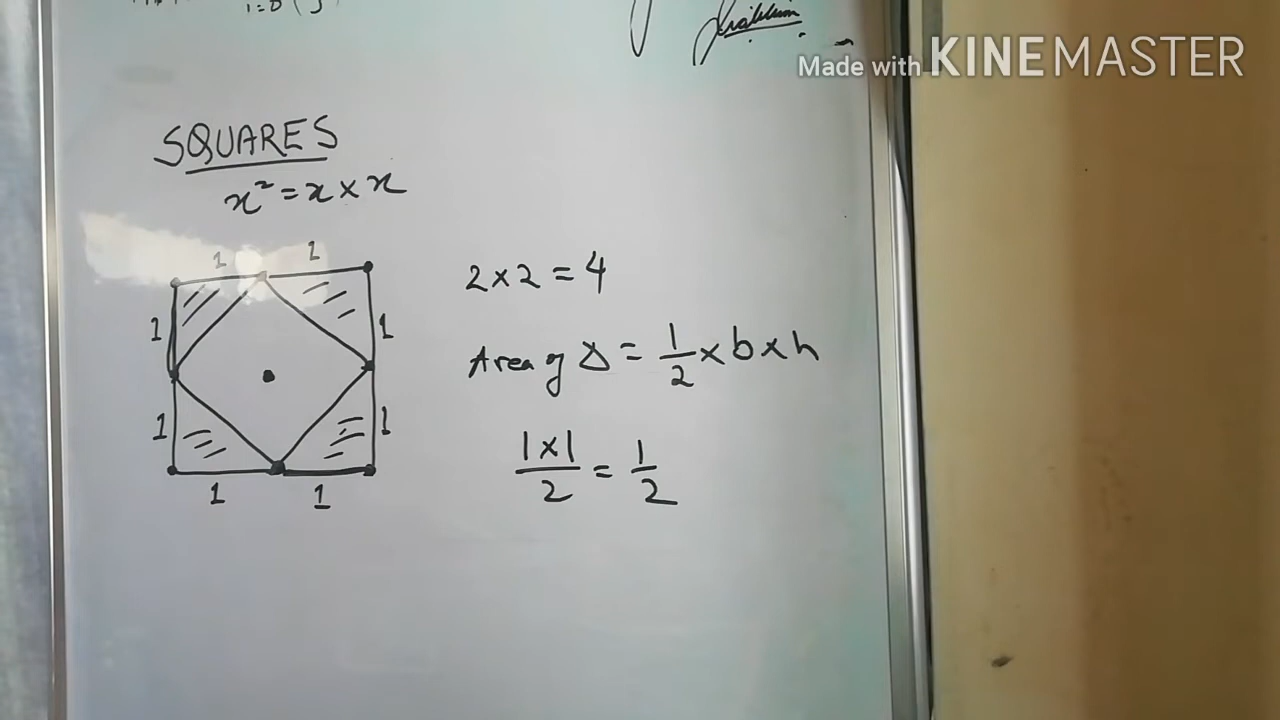 Made with KINEMASTER
SQUARES
x² = x × x
1 1
1 1
1 1
1 1
2 × 2 = 4
Area of Δ = 1/2 × b × h
1×1/2 = 1/2